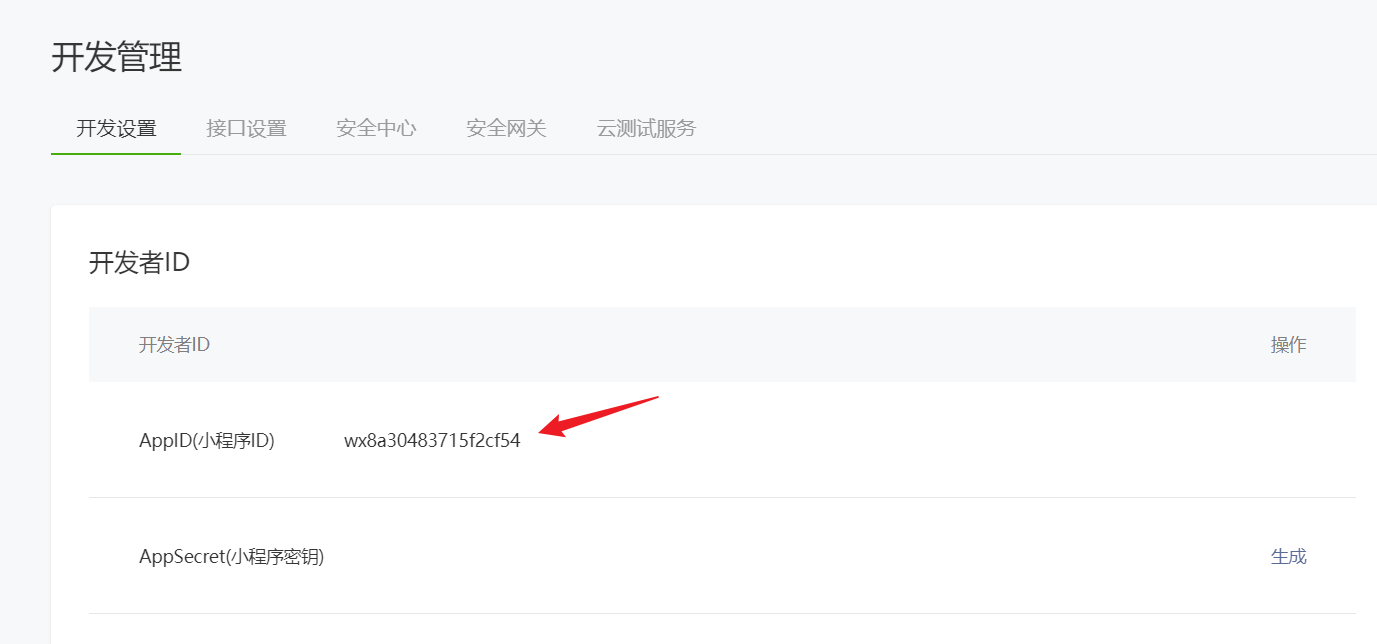 开发管理
开发设置 接口设置 安全中心 安全网关 云测试服务
开发者ID
开发者ID 操作
AppID(小程序ID) wx8a30483715f2cf54
AppSecret(小程序密钥) 生成